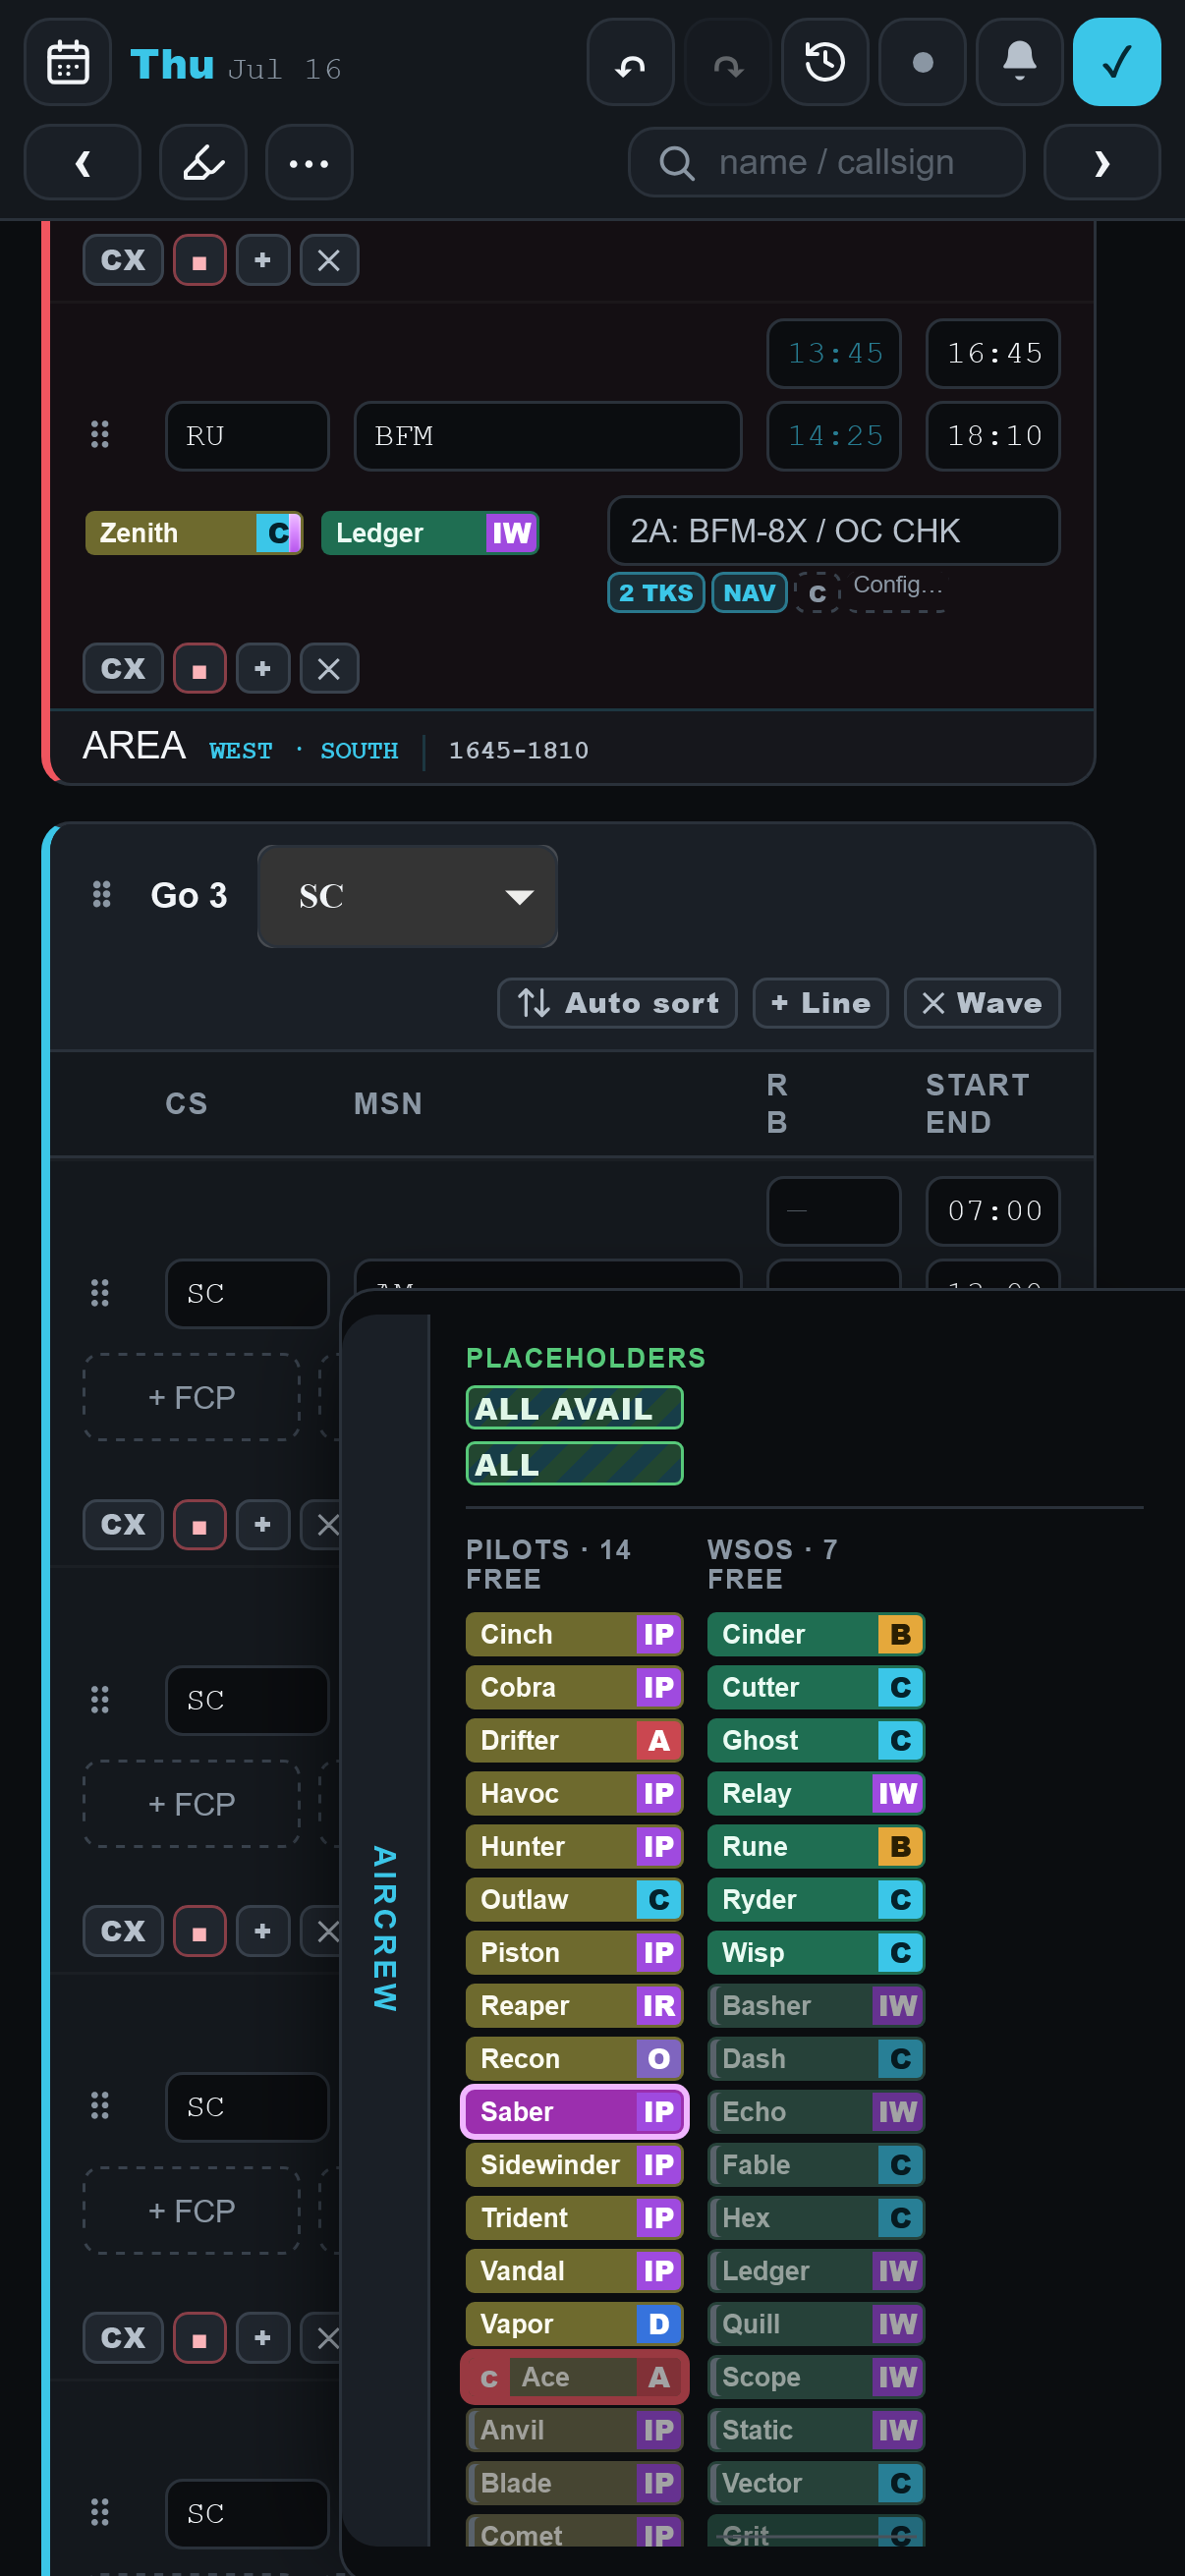 Thu Jul 16
name / callsign
CX +
13:45 16:45
RU BFM 14:25 18:10
Zenith C Ledger IW 2A: BFM-8X / OC CHK
2 TKS NAV C Config...
CX +
AREA WEST · SOUTH 1645-1810
Go 3 SC
Auto sort + Line × Wave
CS MSN R START
B END
— 07:00
SC
+ FCP
CX +
SC
+ FCP
CX +
SC
+ FCP
CX +
SC
AIRCREW
PLACEHOLDERS
ALL AVAIL
ALL
PILOTS · 14 FREE
WSOS · 7 FREE
Cinch IP Cinder B
Cobra IP Cutter C
Drifter A Ghost C
Havoc IP Relay IW
Hunter IP Rune B
Outlaw C Ryder C
Piston IP Wisp C
Reaper IR Basher IW
Recon O Dash C
Saber IP Echo IW
Sidewinder IP Fable C
Trident IP Hex C
Vandal IP Ledger IW
Vapor D Quill IW
C Ace A Scope IW
Anvil IP Static IW
Blade IP Vector C
Comet IP Grit C